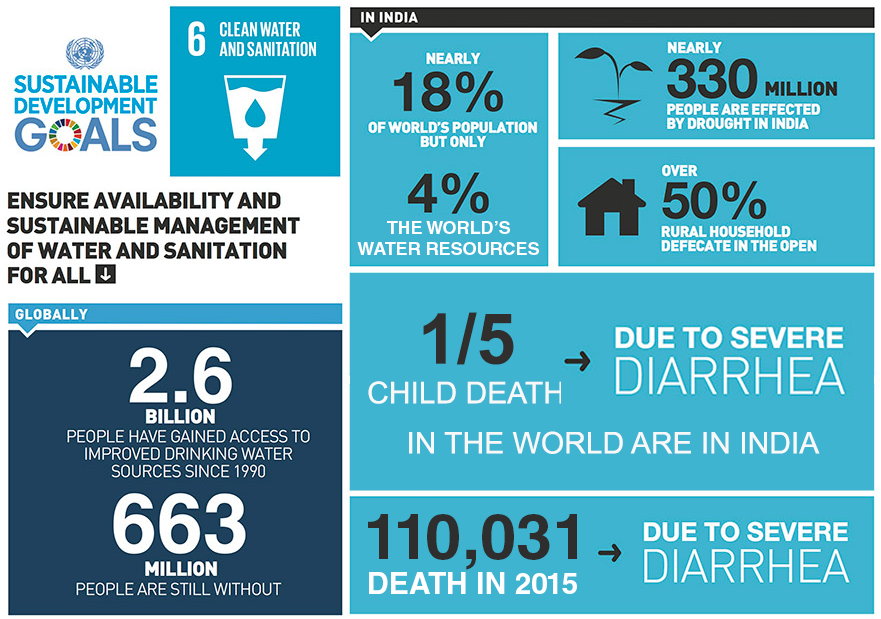 SUSTAINABLE
DEVELOPMENT
GOALS
6 CLEAN WATER
AND SANITATION
ENSURE AVAILABILITY AND
SUSTAINABLE MANAGEMENT
OF WATER AND SANITATION
FOR ALL
GLOBALLY
2.6
BILLION
PEOPLE HAVE GAINED ACCESS TO
IMPROVED DRINKING WATER
SOURCES SINCE 1990
663
MILLION
PEOPLE ARE STILL WITHOUT
IN INDIA
NEARLY
18%
OF WORLD'S POPULATION
BUT ONLY
4%
THE WORLD'S
WATER RESOURCES
NEARLY
330 MILLION
PEOPLE ARE EFFECTED
BY DROUGHT IN INDIA
OVER
50%
RURAL HOUSEHOLD
DEFECATE IN THE OPEN
1/5
CHILD DEATH
DUE TO SEVERE
DIARRHEA
IN THE WORLD ARE IN INDIA
110,031
DEATH IN 2015
DUE TO SEVERE
DIARRHEA